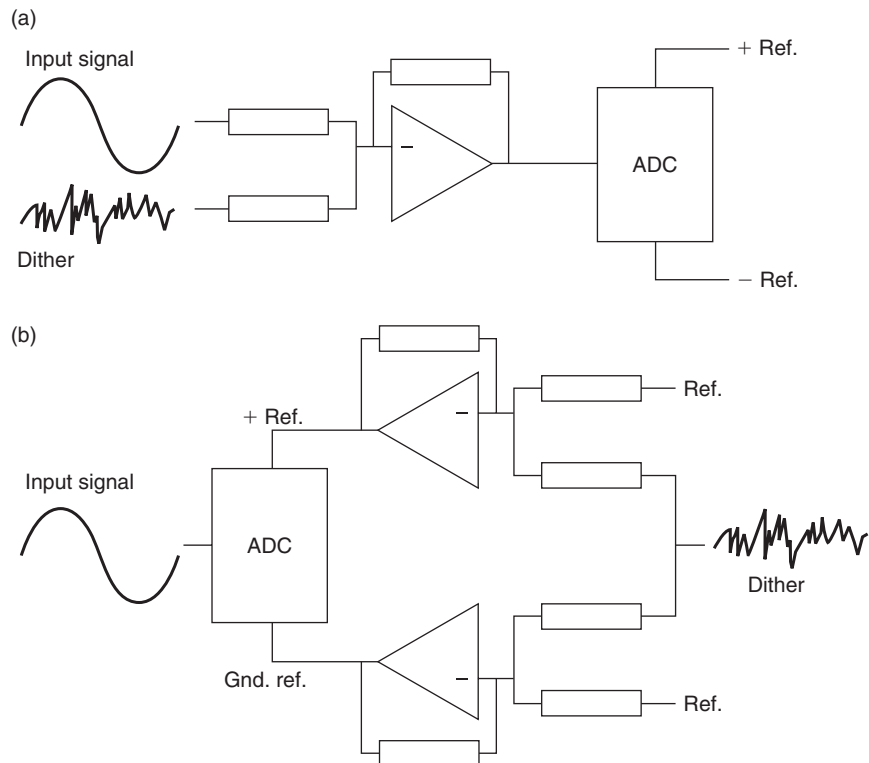 (a)
Input signal
+ Ref.
−
ADC
Dither
− Ref.
(b)
−
Ref.
+ Ref.
Input signal
ADC
Dither
−
Gnd. ref.
Ref.